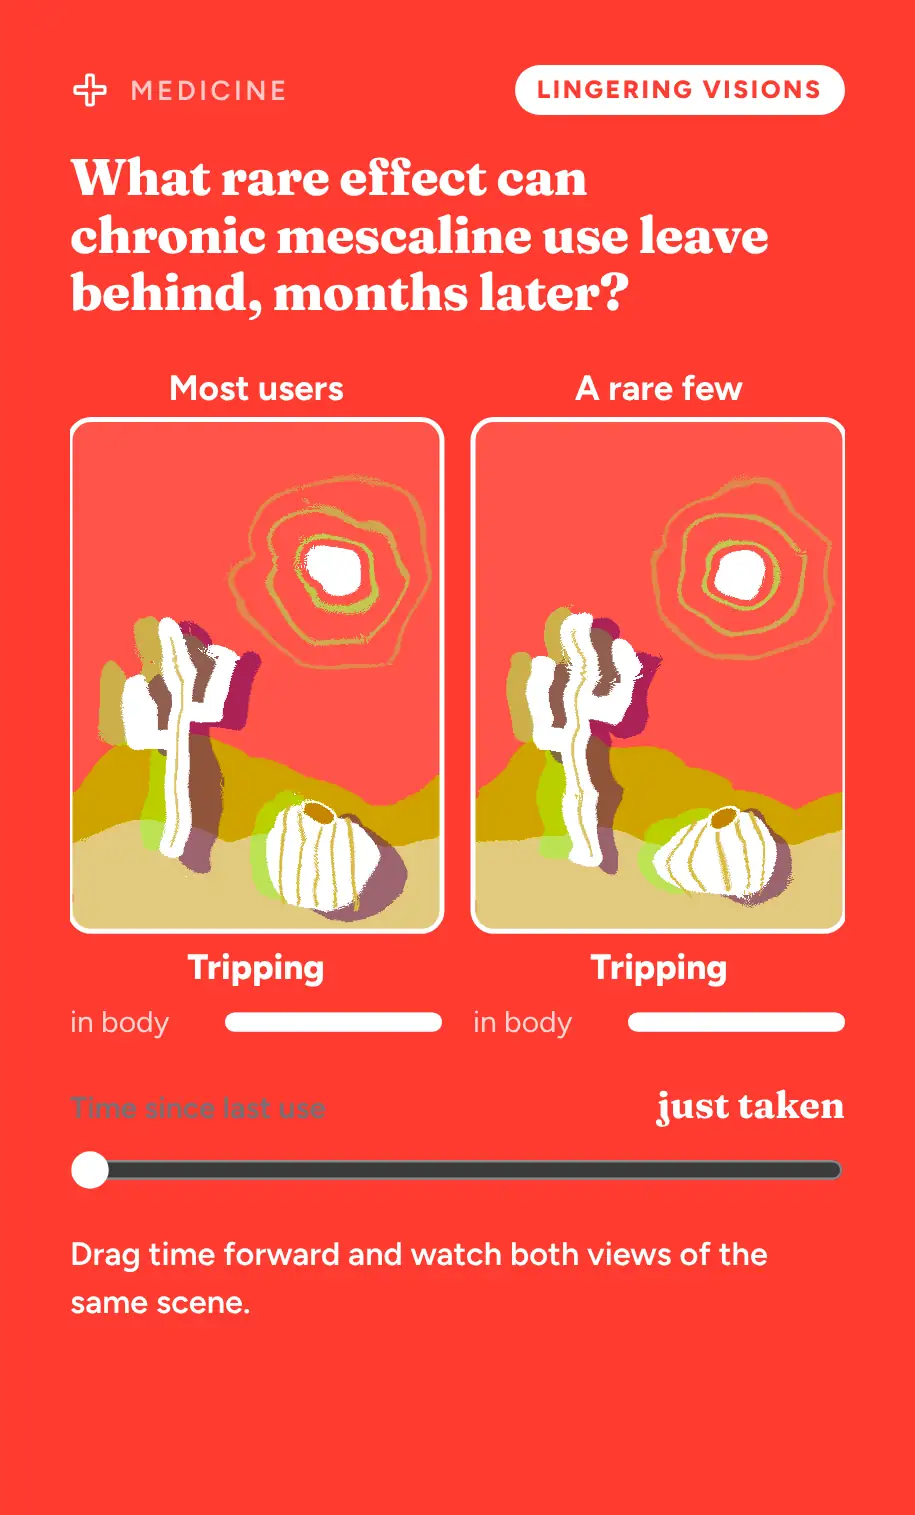 MEDICINE
LINGERING VISIONS
What rare effect can
chronic mescaline use leave
behind, months later?
Most users
A rare few
Tripping
Tripping
in body
in body
Time since last use
just taken
Drag time forward and watch both views of the
same scene.